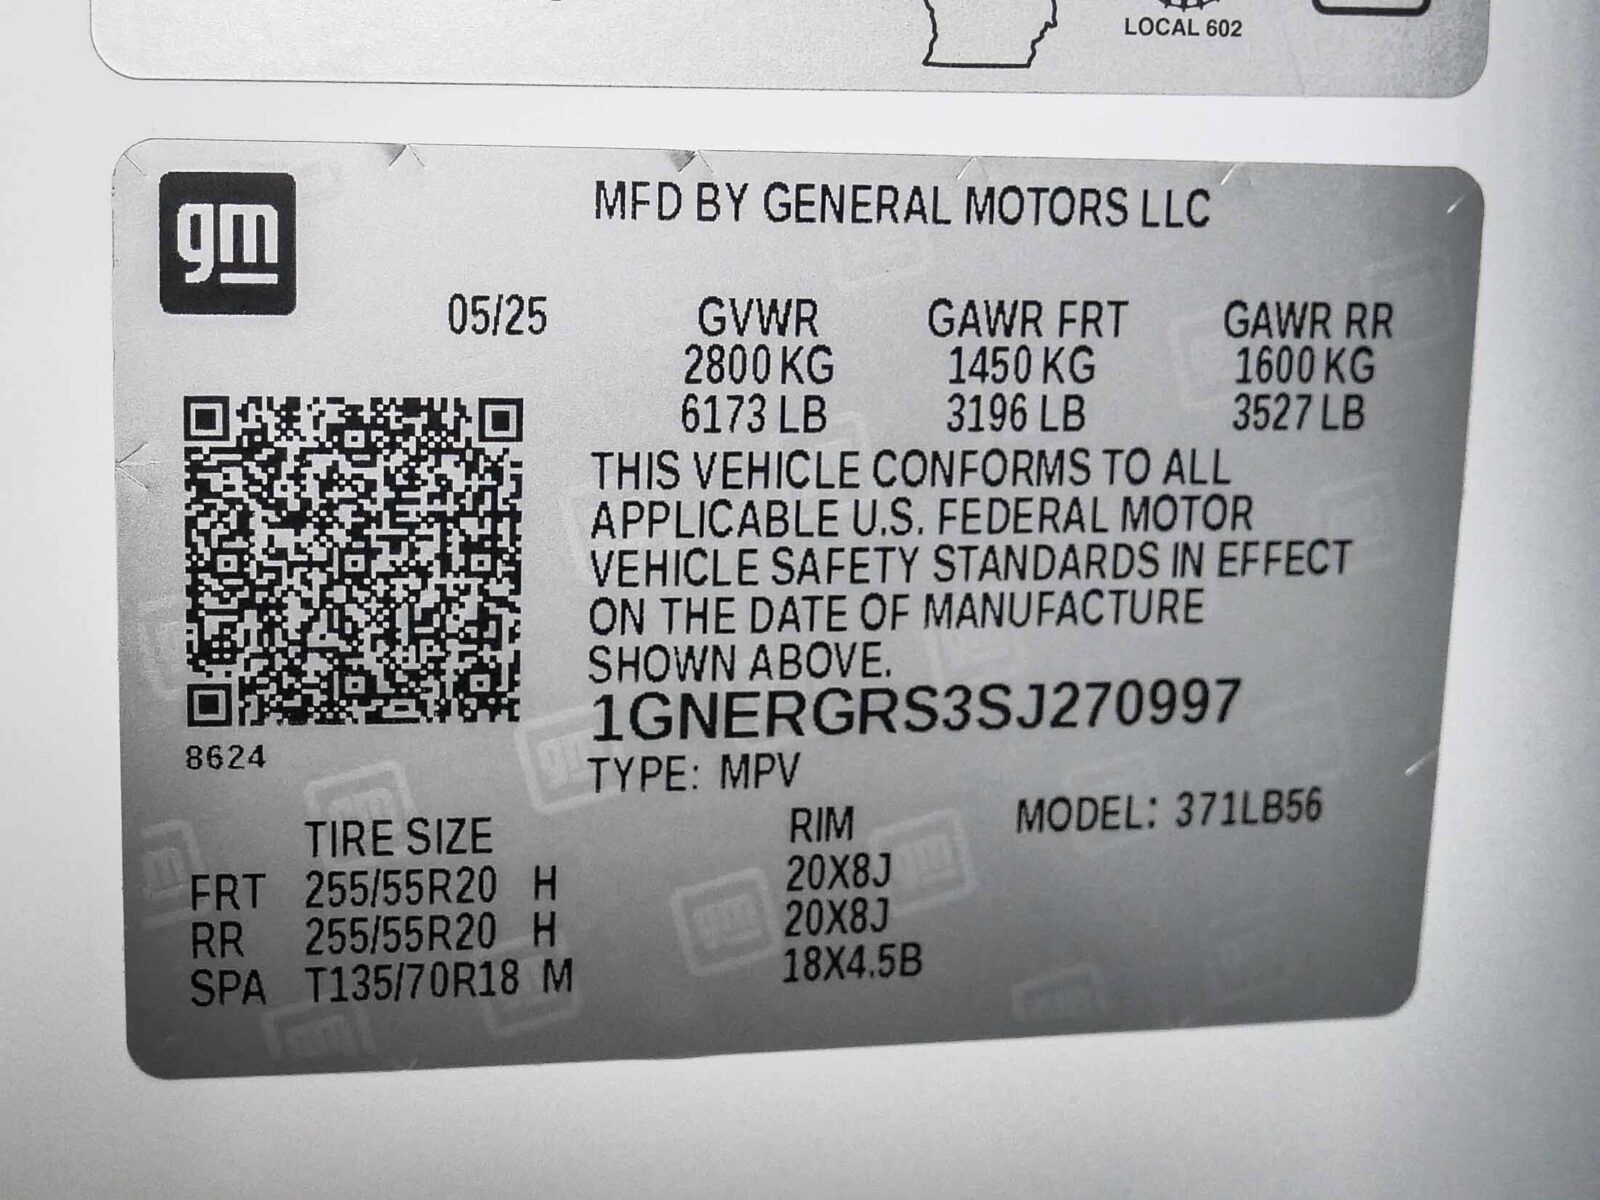 LOCAL 602
gm
MFD BY GENERAL MOTORS LLC
05/25 GVWR GAWR FRT GAWR RR
2800 KG 1450 KG 1600 KG
6173 LB 3196 LB 3527 LB
THIS VEHICLE CONFORMS TO ALL
APPLICABLE U.S. FEDERAL MOTOR
VEHICLE SAFETY STANDARDS IN EFFECT
ON THE DATE OF MANUFACTURE
SHOWN ABOVE.
1GNERGRS3SJ270997
8624
TYPE: MPV
TIRE SIZE RIM MODEL: 371LB56
FRT 255/55R20 H 20X8J
RR 255/55R20 H 20X8J
SPA T135/70R18 M 18X4.5B